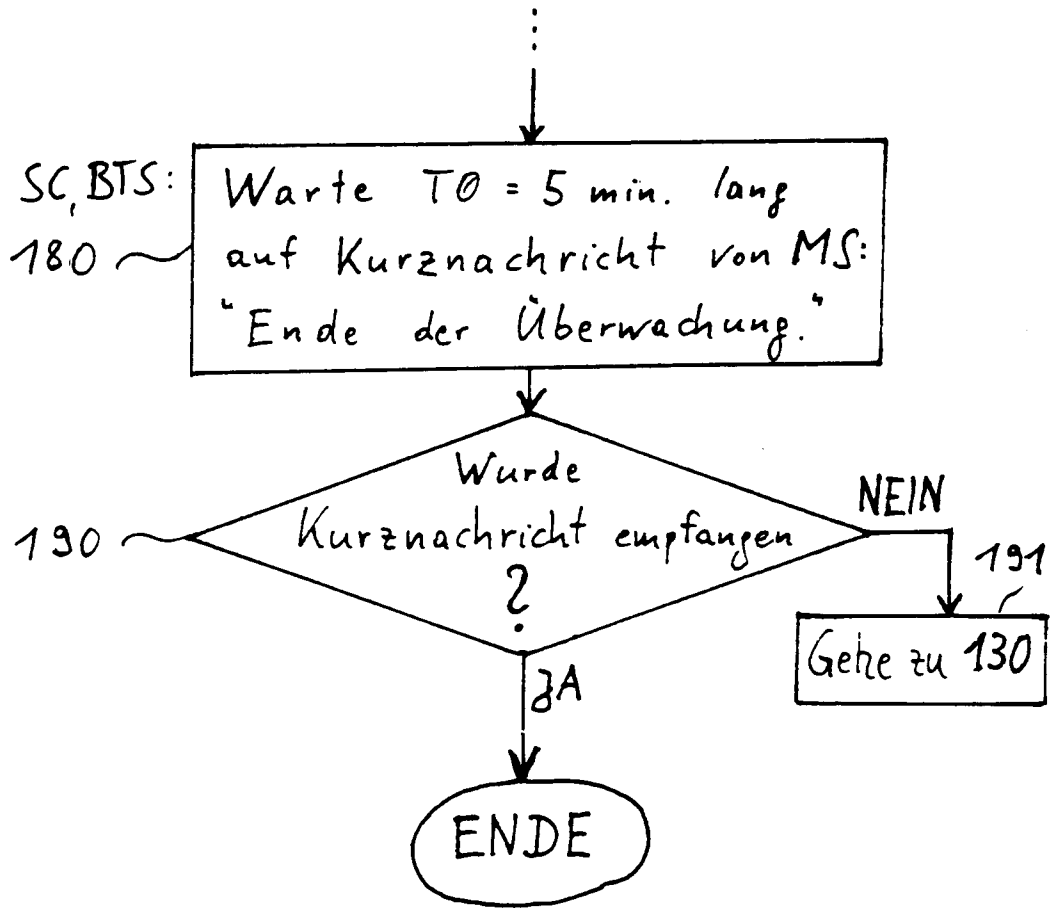 SC, BTS:
180
Warte TO = 5 min. lang
auf Kurznachricht von MS:
"Ende der Überwachung."
190
Wurde
Kurznachricht empfangen
?
NEIN
191
Gehe zu 130
JA
ENDE